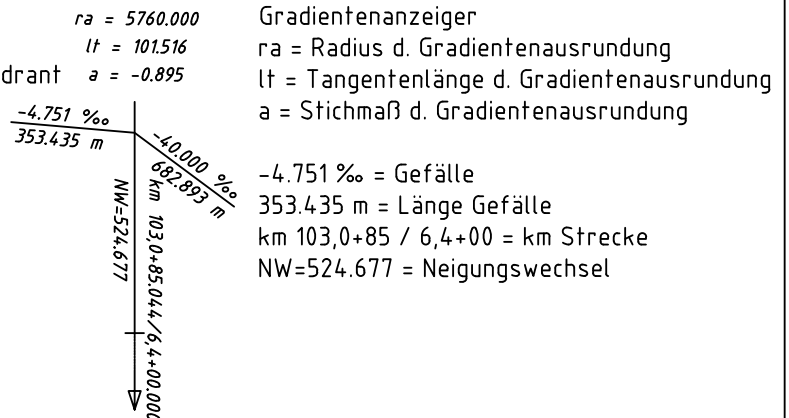 ra = 5760.000
lt = 101.516
drant a = -0.895
-4.751 ‰
353.435 m
-40.000 ‰
682.893 m
NW=524.677
km 103,0+85.044/6,4+00.000
Gradientenanzeiger
ra = Radius d. Gradientenausrundung
lt = Tangentenlänge d. Gradientenausrundung
a = Stichmaß d. Gradientenausrundung
-4.751 ‰ = Gefälle
353.435 m = Länge Gefälle
km 103,0+85 / 6,4+00 = km Strecke
NW=524.677 = Neigungswechsel